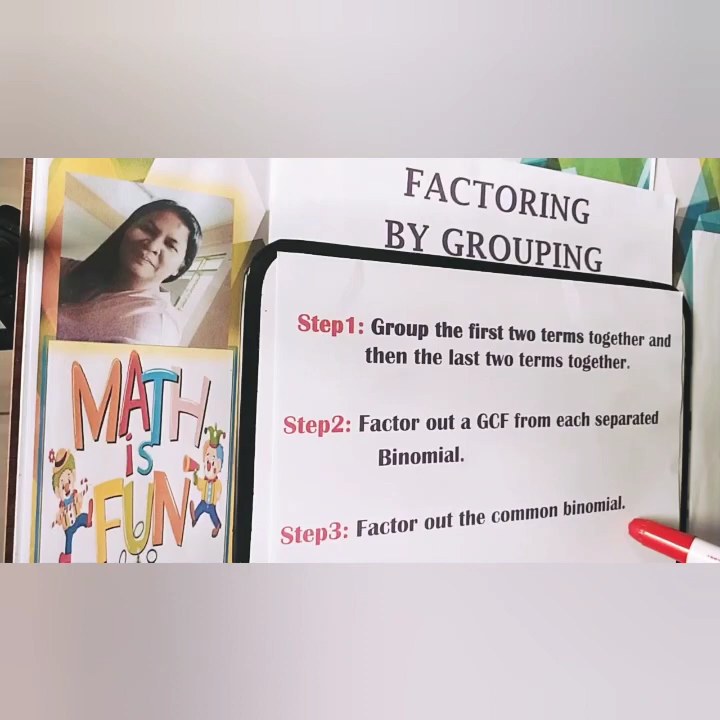 FACTORING
BY GROUPING
Step1: Group the first two terms together and
then the last two terms together.
Step2: Factor out a GCF from each separated
Binomial.
Step3: Factor out the common binomial.
MATH
is
FUN